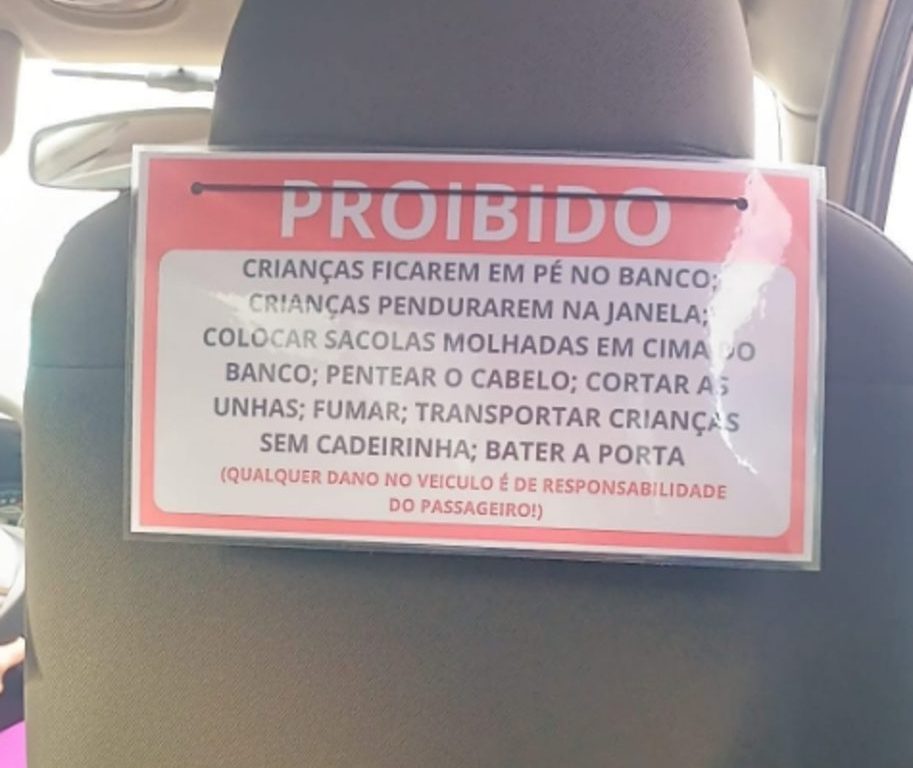 PROIBIDO
CRIANÇAS FICAREM EM PÉ NO BANCO;
CRIANÇAS PENDURAREM NA JANELA;
COLOCAR SACOLAS MOLHADAS EM CIMA DO
BANCO; PENTEAR O CABELO; CORTAR AS
UNHAS; FUMAR; TRANSPORTAR CRIANÇAS
SEM CADEIRINHA; BATER A PORTA
(QUALQUER DANO NO VEICULO É DE RESPONSABILIDADE
DO PASSAGEIRO!)